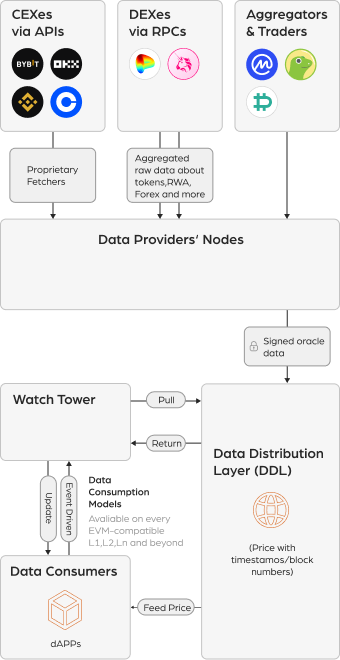 CEXes
via APIs
DEXes
via RPCs
Aggregators
& Traders
BYBIT
Proprietary
Fetchers
Aggregated
raw data about
tokens,RWA,
Forex and more
Data Providers’ Nodes
Signed oracle
data
Watch Tower
Pull
Return
Data Distribution
Layer (DDL)
(Price with
timestamos/block
numbers)
Update
Event Driven
Data
Consumption
Models
Avaliable on every
EVM-compatible
L1,L2,Ln and beyond
Data Consumers
dAPPs
Feed Price